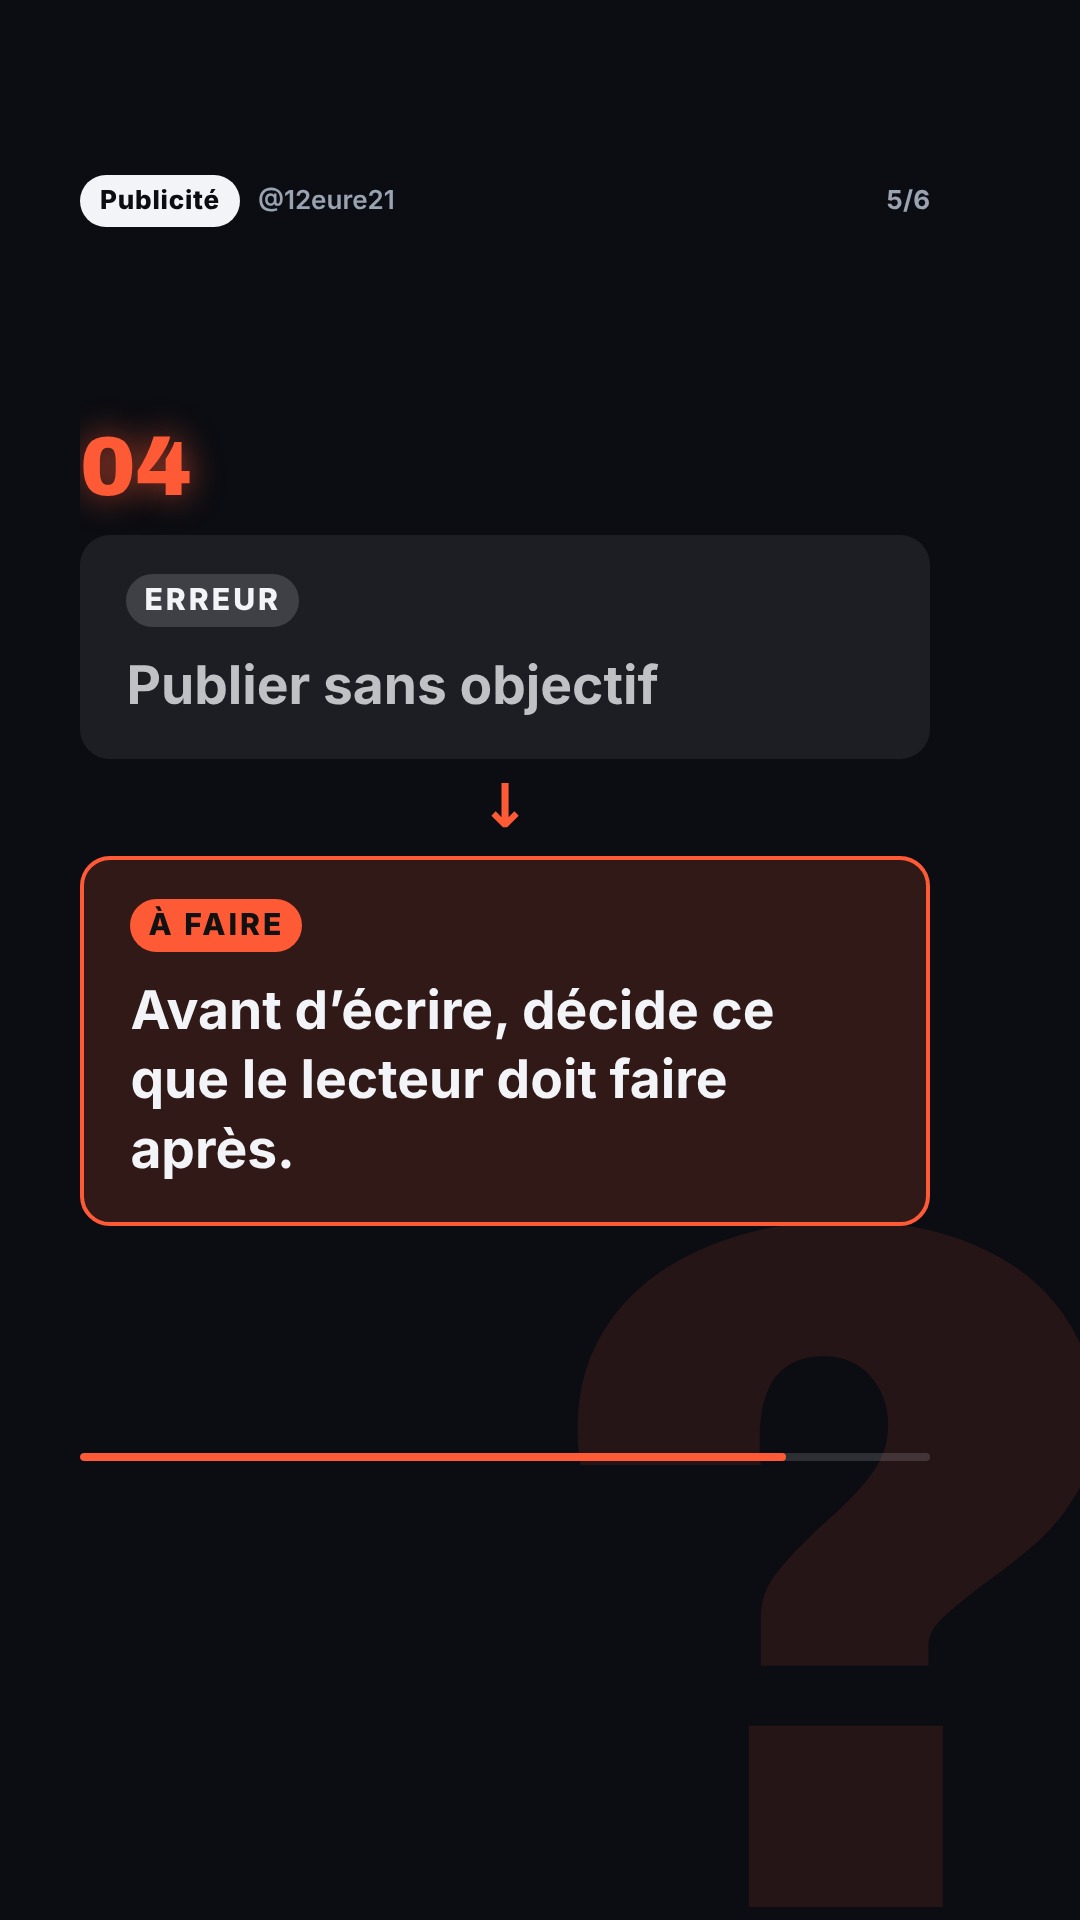 Publicité @12eure21 5/6
04
ERREUR
Publier sans objectif
↓
À FAIRE
Avant d’écrire, décide ce
que le lecteur doit faire
après.
?